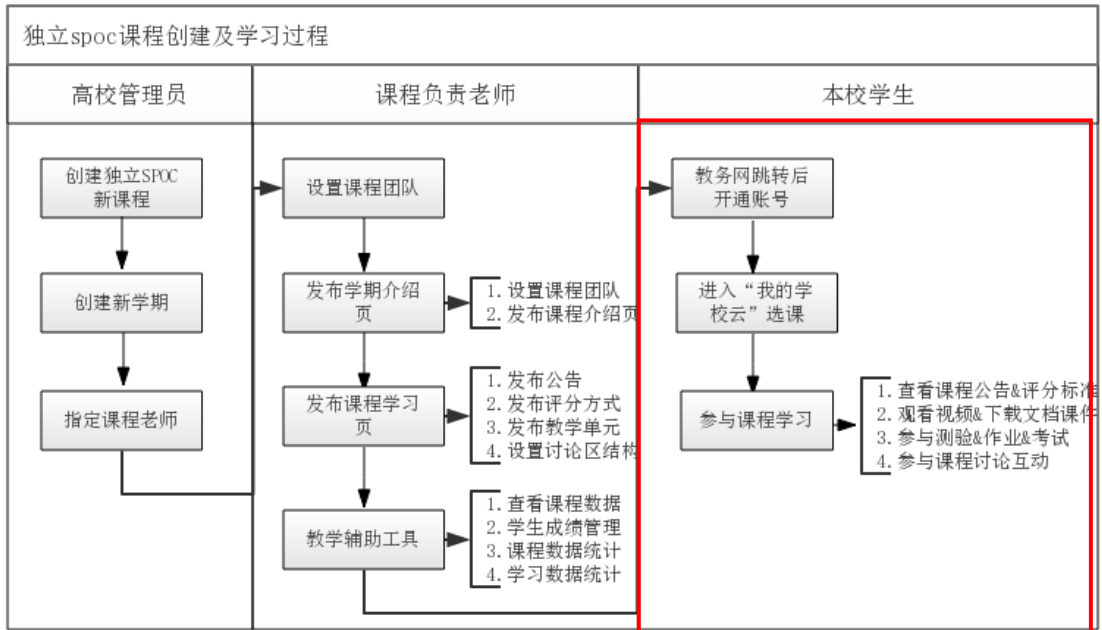 独立spoc课程创建及学习过程
高校管理员
课程负责老师
本校学生
创建独立SPOC
新课程
创建新学期
指定课程老师
设置课程团队
发布学期介绍
页
1. 设置课程团队
2. 发布课程介绍页
发布课程学习
页
1. 发布公告
2. 发布评分方式
3. 发布教学单元
4. 设置讨论区结构
教学辅助工具
1. 查看课程数据
2. 学生成绩管理
3. 课程数据统计
4. 学习数据统计
教务网跳转后
开通账号
进入“我的学
校云”选课
参与课程学习
1. 查看课程公告&评分标准
2. 观看视频&下载文档课件
3. 参与测验&作业&考试
4. 参与课程讨论互动